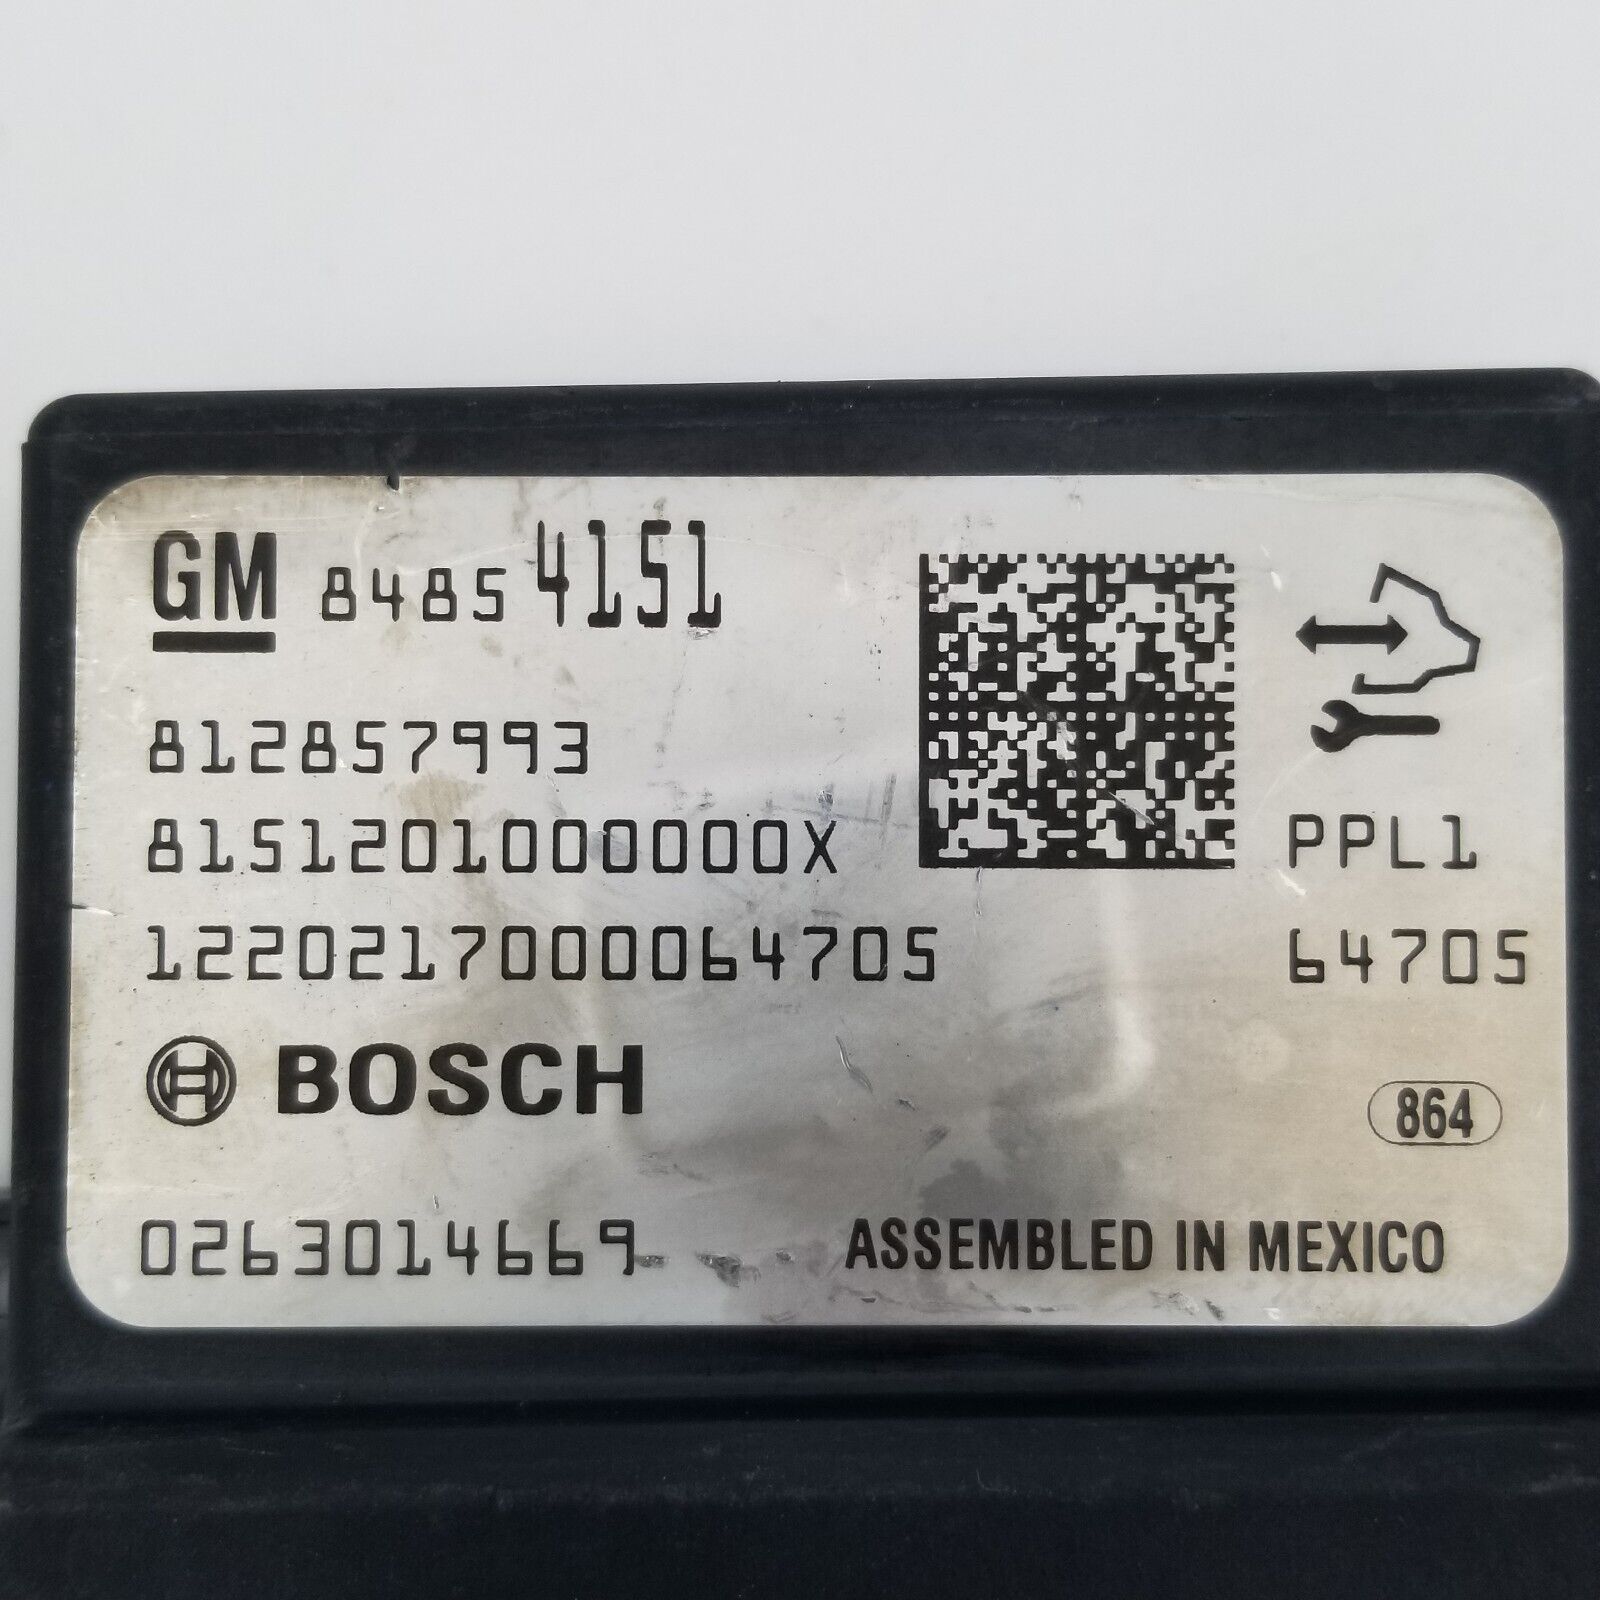 GM 84854151
812857993
8151201000000X
PPL1
1220217000064705
64705
BOSCH
864
0263014669
ASSEMBLED IN MEXICO